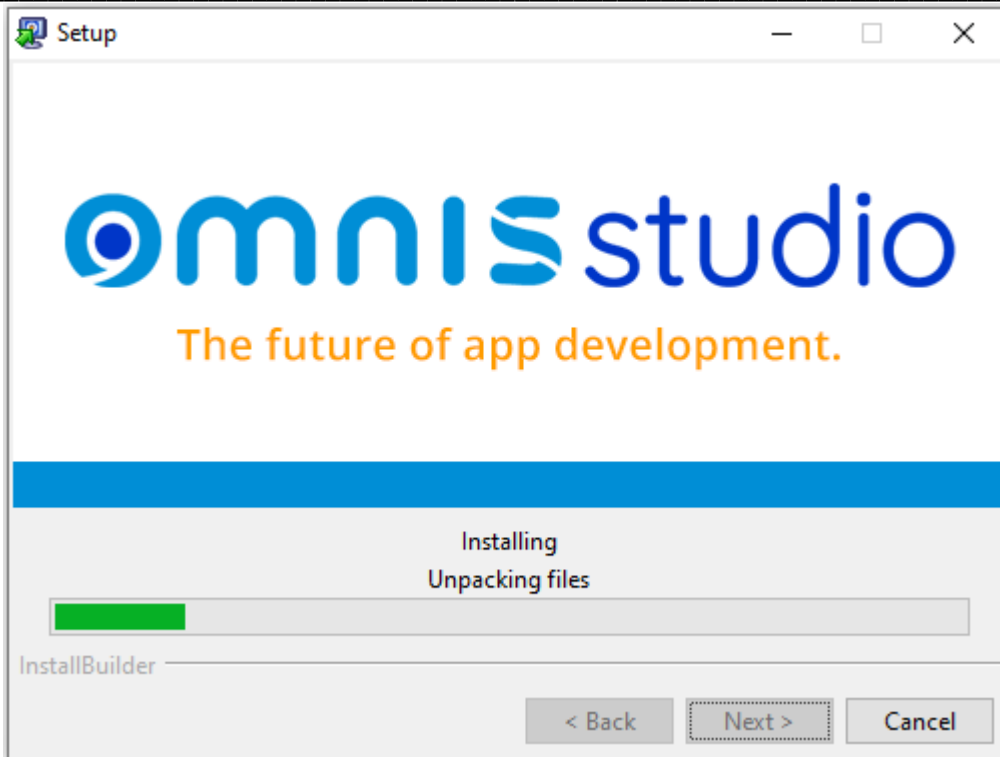 Setup
omnis studio
The future of app development.
Installing
Unpacking files
InstallBuilder
< Back Next > Cancel